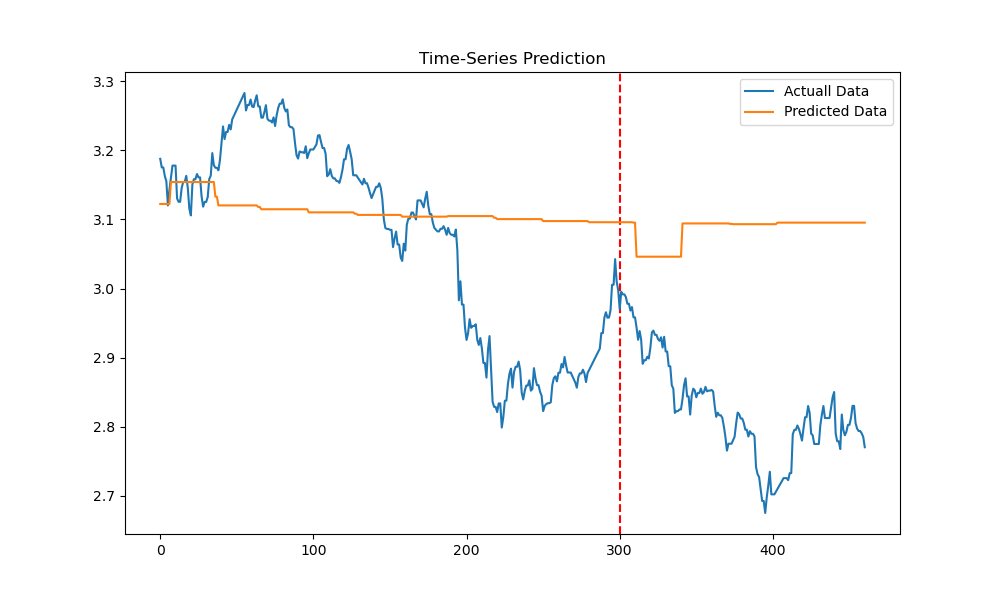 Time-Series Prediction
Actuall Data
Predicted Data
3.3
3.2
3.1
3.0
2.9
2.8
2.7
0 100 200 300 400